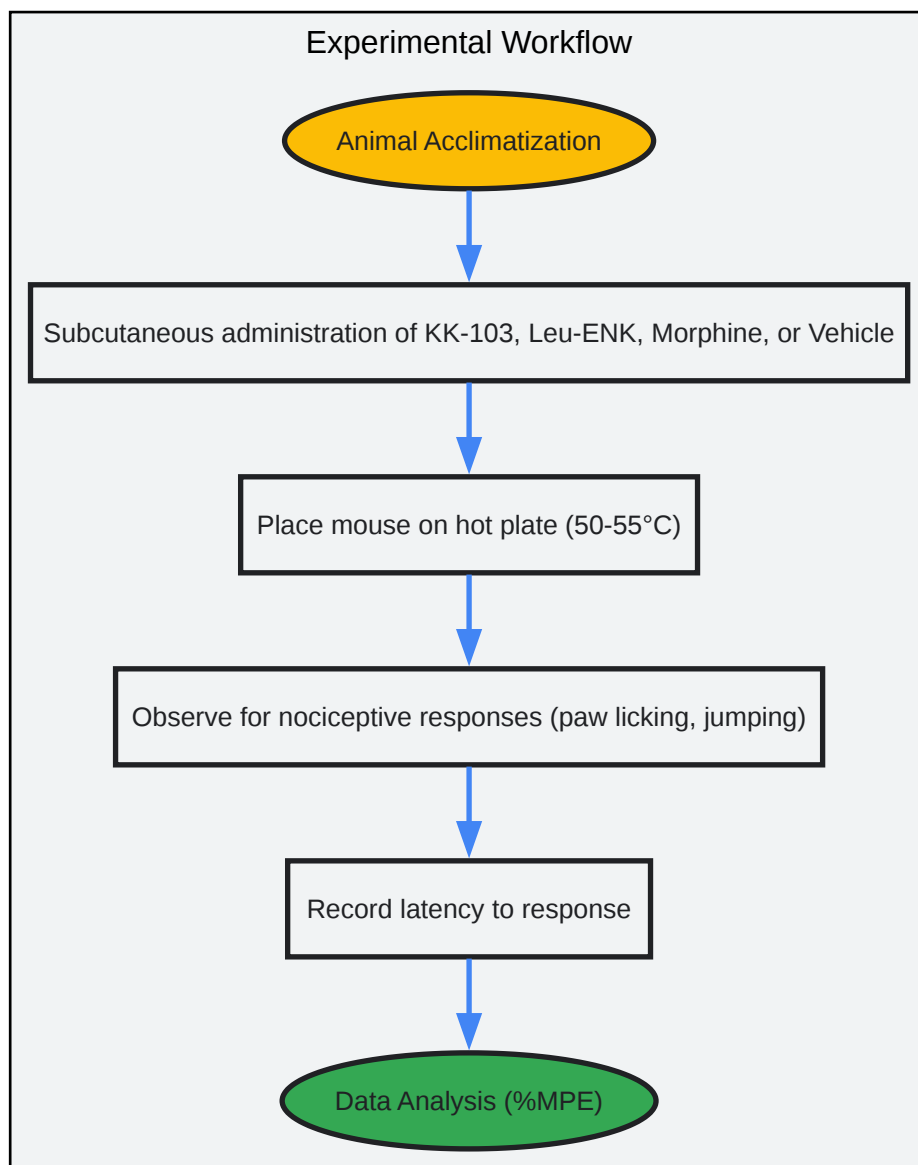 Experimental Workflow
Animal Acclimatization
Subcutaneous administration of KK-103, Leu-ENK, Morphine, or Vehicle
Place mouse on hot plate (50-55°C)
Observe for nociceptive responses (paw licking, jumping)
Record latency to response
Data Analysis (%MPE)